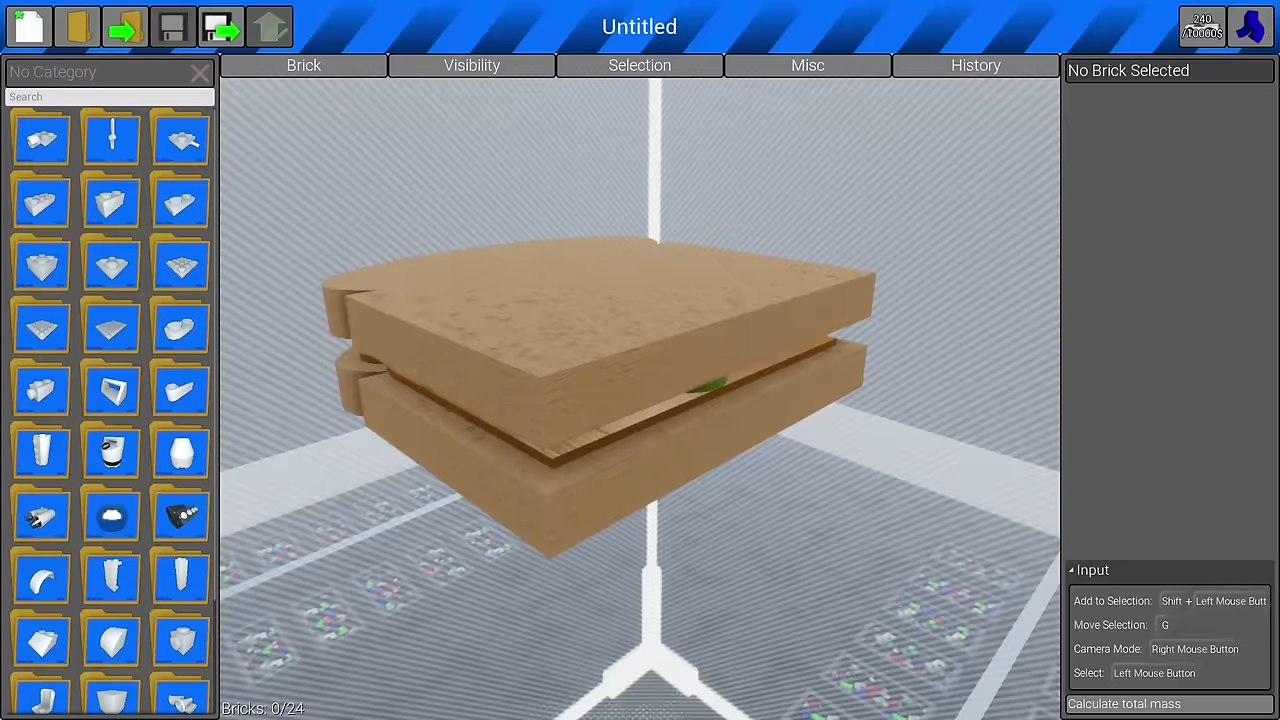 Untitled
240
/10000$
No Category
Search
Brick
Visibility
Selection
Misc
History
No Brick Selected
Input
Add to Selection: Shift + Left Mouse Butt
Move Selection: G
Camera Mode: Right Mouse Button
Select: Left Mouse Button
Calculate total mass
Bricks: 0/24